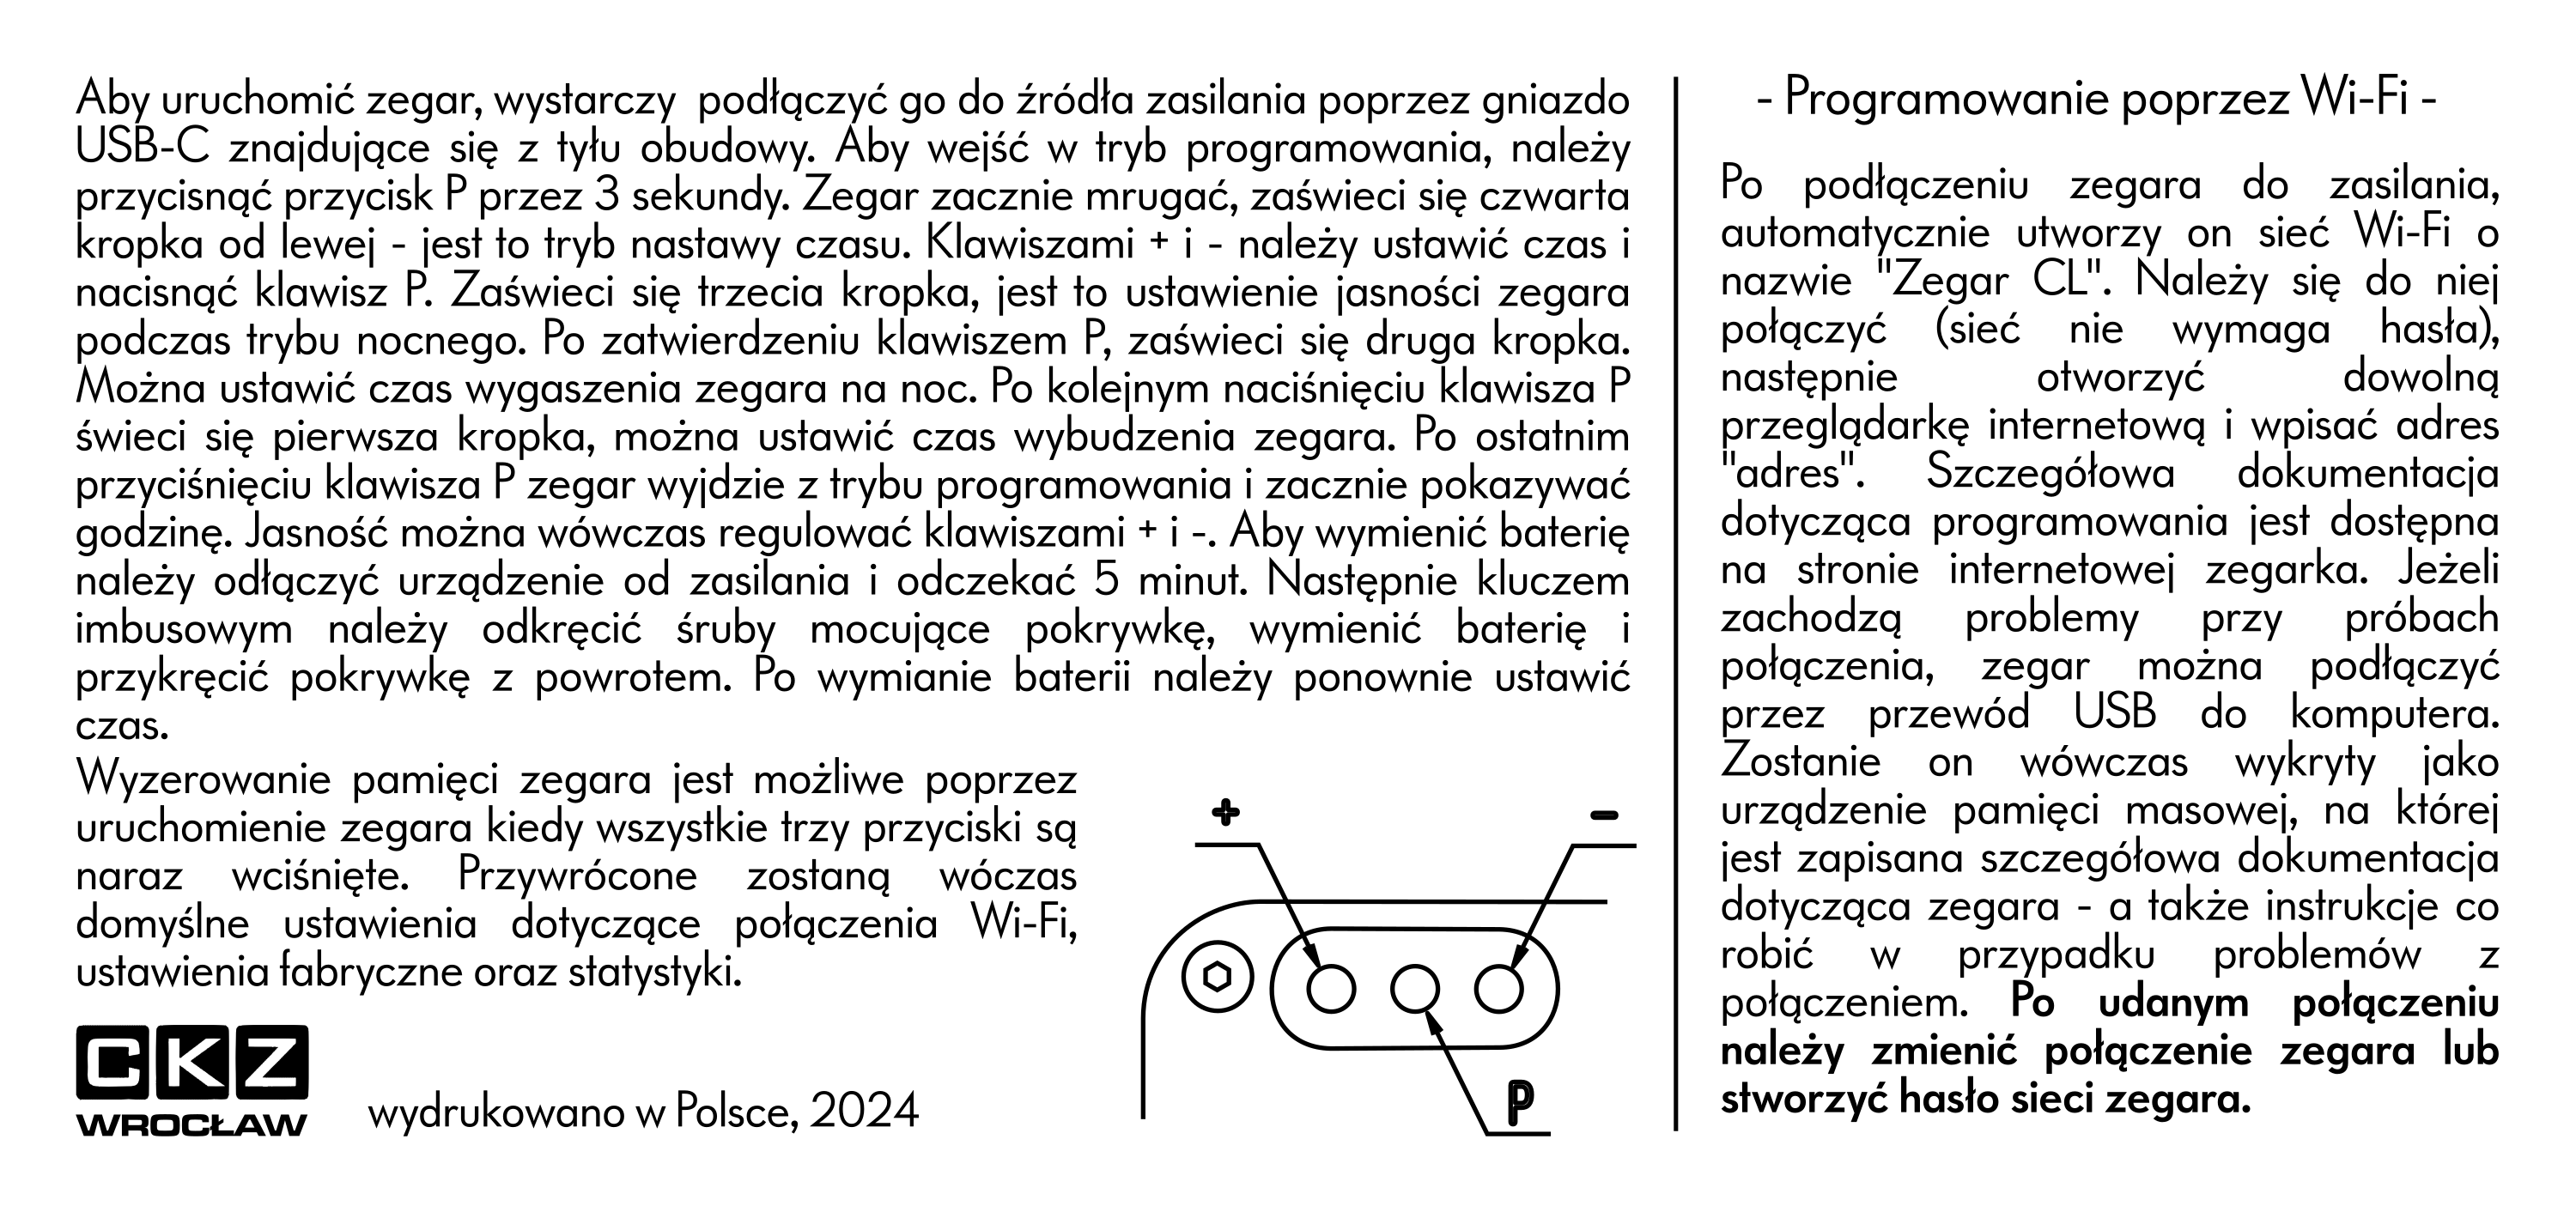 Aby uruchomić zegar, wystarczy  podłączyć go do źródła zasilania poprzez gniazdo
USB-C znajdujące się z tyłu obudowy. Aby wejść w tryb programowania, należy
przycisnąć przycisk P przez 3 sekundy. Zegar zacznie mrugać, zaświeci się czwarta
kropka od lewej - jest to tryb nastawy czasu. Klawiszami + i - należy ustawić czas i
nacisnąć klawisz P. Zaświeci się trzecia kropka, jest to ustawienie jasności zegara
podczas trybu nocnego. Po zatwierdzeniu klawiszem P, zaświeci się druga kropka.
Można ustawić czas wygaszenia zegara na noc. Po kolejnym naciśnięciu klawisza P
świeci się pierwsza kropka, można ustawić czas wybudzenia zegara. Po ostatnim
przyciśnięciu klawisza P zegar wyjdzie z trybu programowania i zacznie pokazywać
godzinę. Jasność można wówczas regulować klawiszami + i -. Aby wymienić baterię
należy odłączyć urządzenie od zasilania i odczekać 5 minut. Następnie kluczem
imbusowym należy odkręcić śruby mocujące pokrywkę, wymienić baterię i
przykręcić pokrywkę z powrotem. Po wymianie baterii należy ponownie ustawić
czas.
Wyzerowanie pamięci zegara jest możliwe poprzez
uruchomienie zegara kiedy wszystkie trzy przyciski są
naraz wciśnięte. Przywrócone zostaną wóczas
domyślne ustawienia dotyczące połączenia Wi-Fi,
ustawienia fabryczne oraz statystyki.
CKZ
WROCŁAW
wydrukowano w Polsce, 2024
+
-
P
- Programowanie poprzez Wi-Fi -
Po podłączeniu zegara do zasilania,
automatycznie utworzy on sieć Wi-Fi o
nazwie "Zegar CL". Należy się do niej
połączyć (sieć nie wymaga hasła),
następnie otworzyć dowolną
przeglądarkę internetową i wpisać adres
"adres". Szczegółowa dokumentacja
dotycząca programowania jest dostępna
na stronie internetowej zegarka. Jeżeli
zachodzą problemy przy próbach
połączenia, zegar można podłączyć
przez przewód USB do komputera.
Zostanie on wówczas wykryty jako
urządzenie pamięci masowej, na której
jest zapisana szczegółowa dokumentacja
dotycząca zegara - a także instrukcje co
robić w przypadku problemów z
połączeniem. Po udanym połączeniu
należy zmienić połączenie zegara lub
stworzyć hasło sieci zegara.